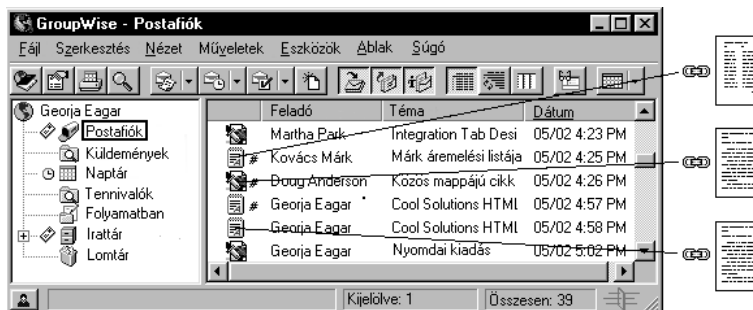 GroupWise - Postafiók
Fájl Szerkesztés Nézet Műveletek Eszközök Ablak Súgó
Georja Eagar
Postafiók
Küldemények
Naptár
Tennivalók
Folyamatban
Irattár
Lomtár
Feladó Téma Dátum
Martha Park Integration Tab Desi 05/02 4:23 PM
# Kovács Márk Márk áremelési listája 05/02 4:25 PM
# Doug Anderson Közös mappájú cikk 05/02 4:26 PM
# Georja Eagar Cool Solutions HTML 05/02 4:57 PM
Georja Eagar Cool Solutions HTML 05/02 4:58 PM
Georja Eagar Nyomdai kiadás 05/02 5:02 PM
Kijelölve: 1 Összesen: 39